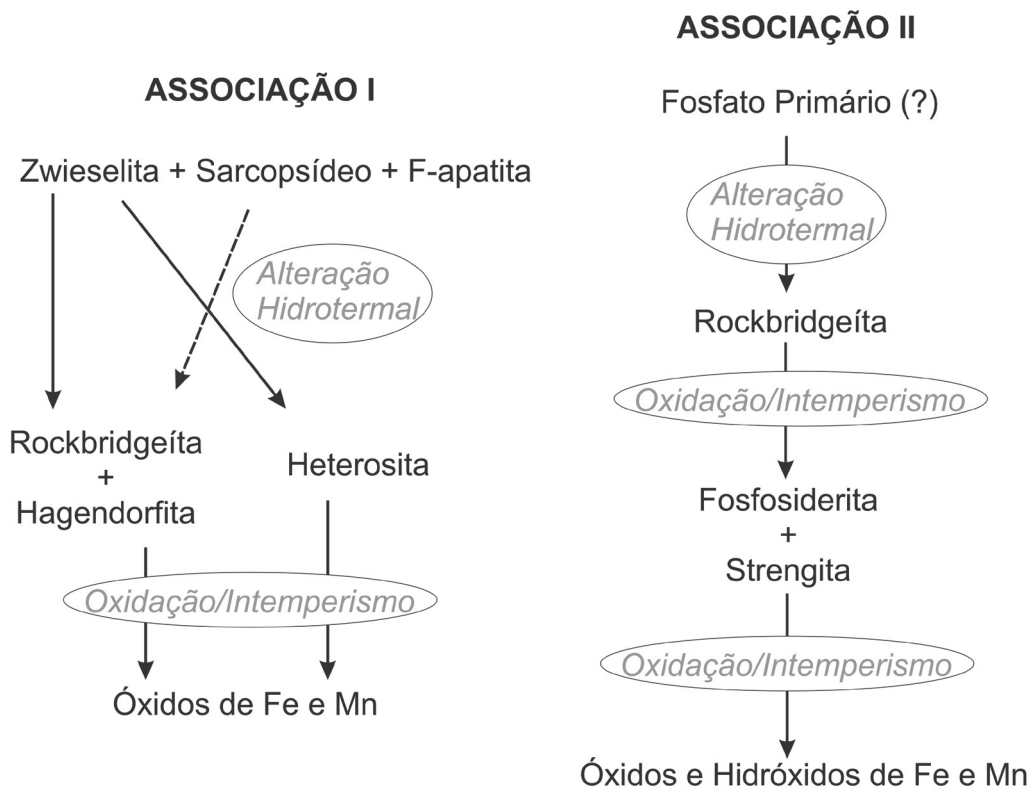 ASSOCIAÇÃO I
Zwieselita + Sarcopsídeo + F-apatita
Alteração
Hidrotermal
Rockbridgeíta
+
Hagendorfita
Heterosita
Oxidação/Intemperismo
Óxidos de Fe e Mn
ASSOCIAÇÃO II
Fosfato Primário (?)
Alteração
Hidrotermal
Rockbridgeíta
Oxidação/Intemperismo
Fosfosiderita
+
Strengita
Oxidação/Intemperismo
Óxidos e Hidróxidos de Fe e Mn